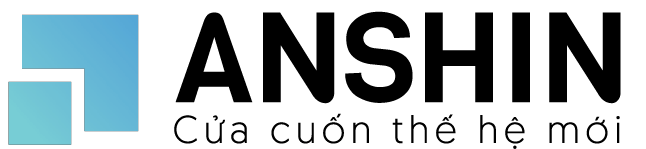 ANSHIN
Cửa cuốn thế hệ mới